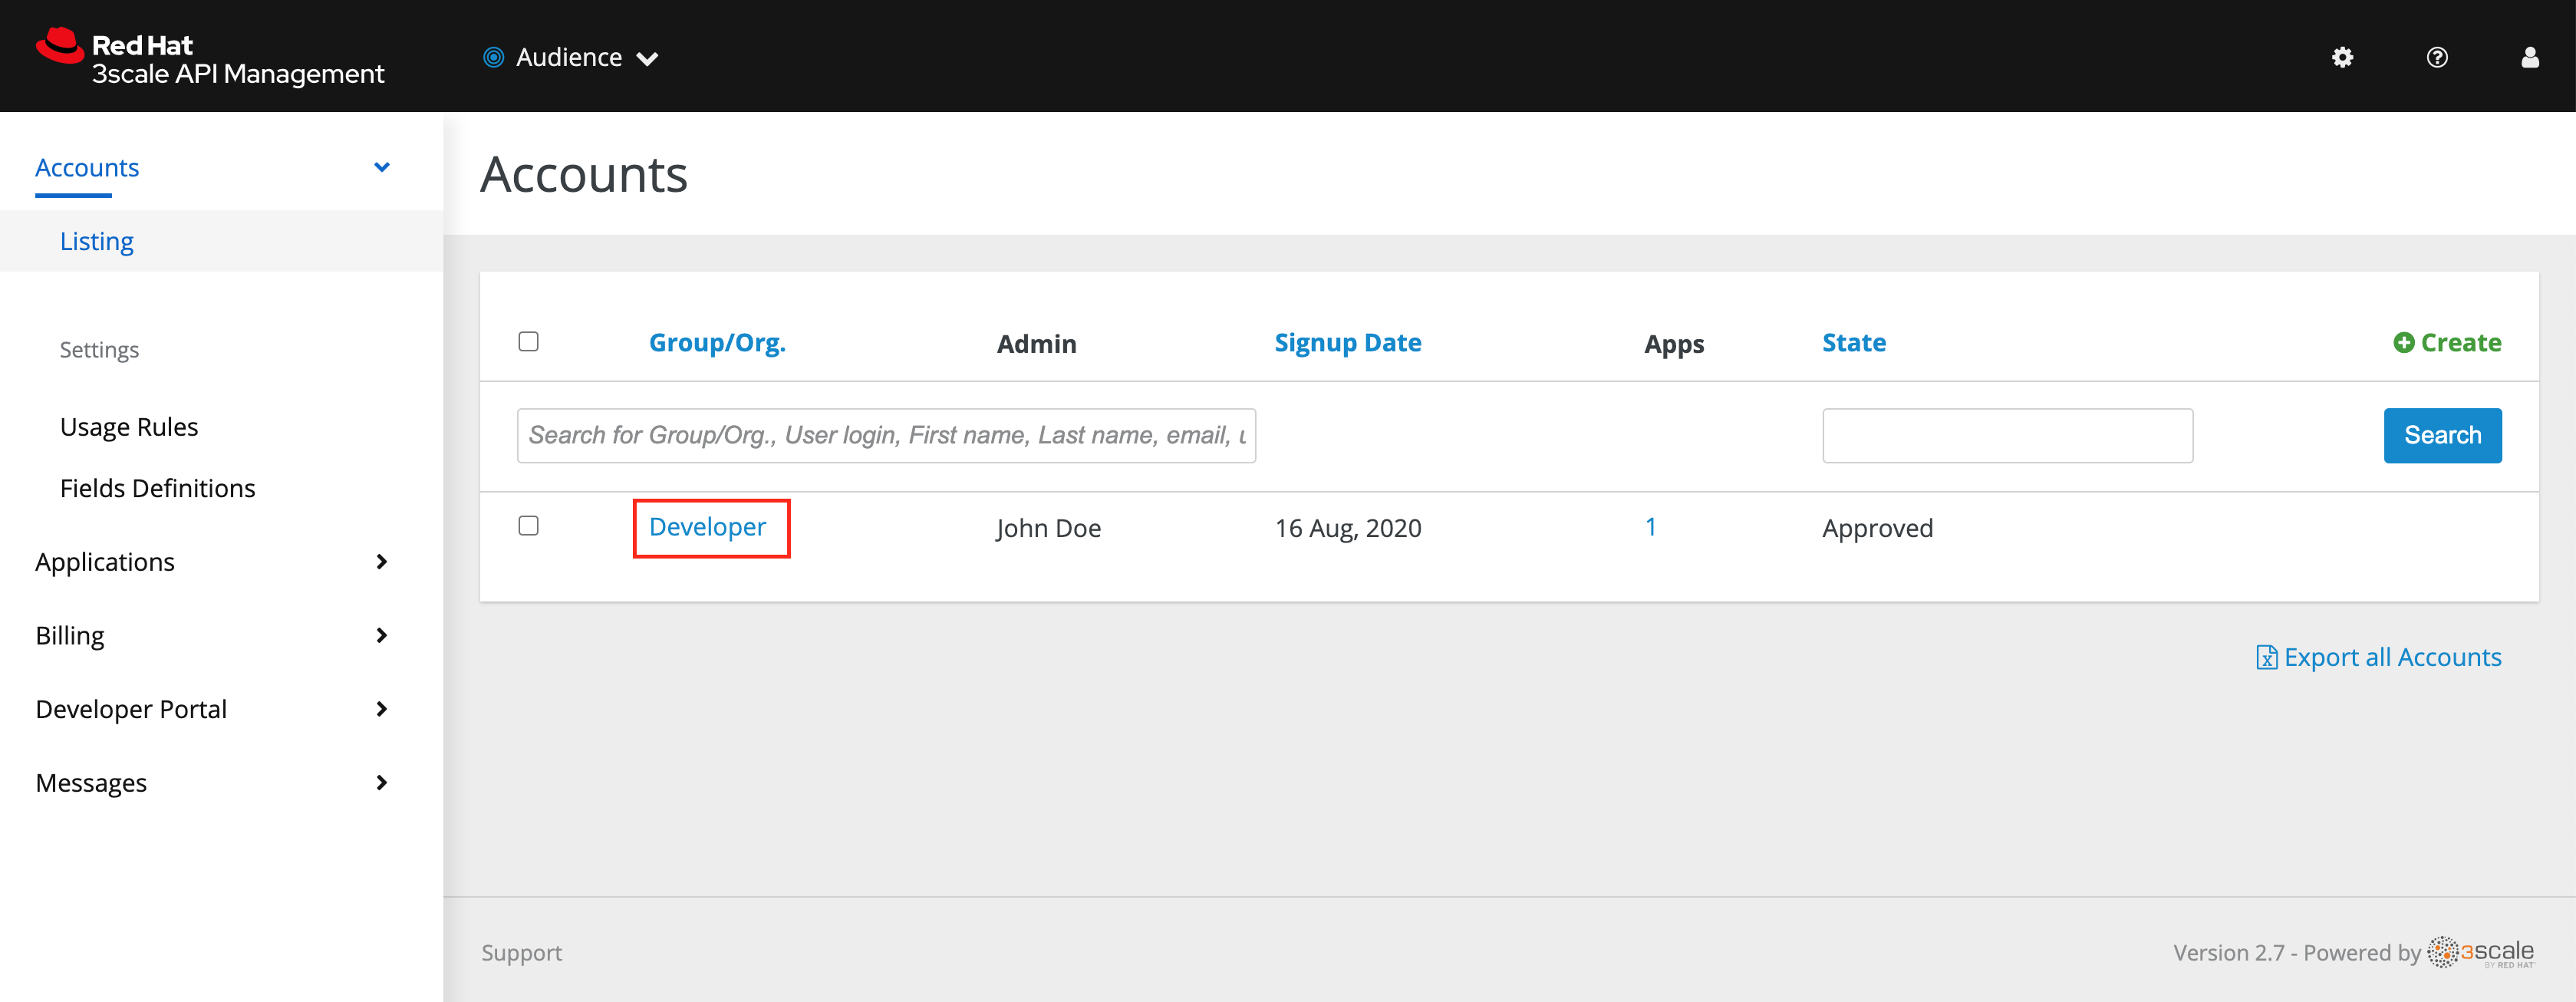 Red Hat
3scale API Management
Audience
Accounts
Listing
Settings
Usage Rules
Fields Definitions
Applications
Billing
Developer Portal
Messages
Accounts
Group/Org. Admin Signup Date Apps State Create
Search for Group/Org., User login, First name, Last name, email, Search
Developer John Doe 16 Aug, 2020 1 Approved
Export all Accounts
Support
Version 2.7 - Powered by 3scale
BY RED HAT